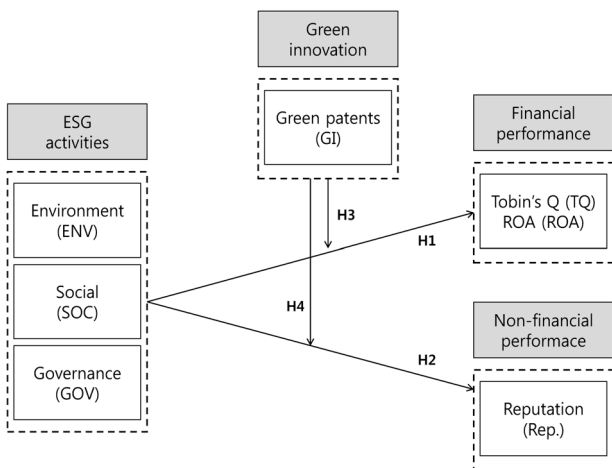 Green
innovation
Green patents
(GI)
ESG
activities
Environment
(ENV)
Social
(SOC)
Governance
(GOV)
Financial
performance
Tobin's Q (TQ)
ROA (ROA)
H3
H1
H4
H2
Non-financial
performace
Reputation
(Rep.)